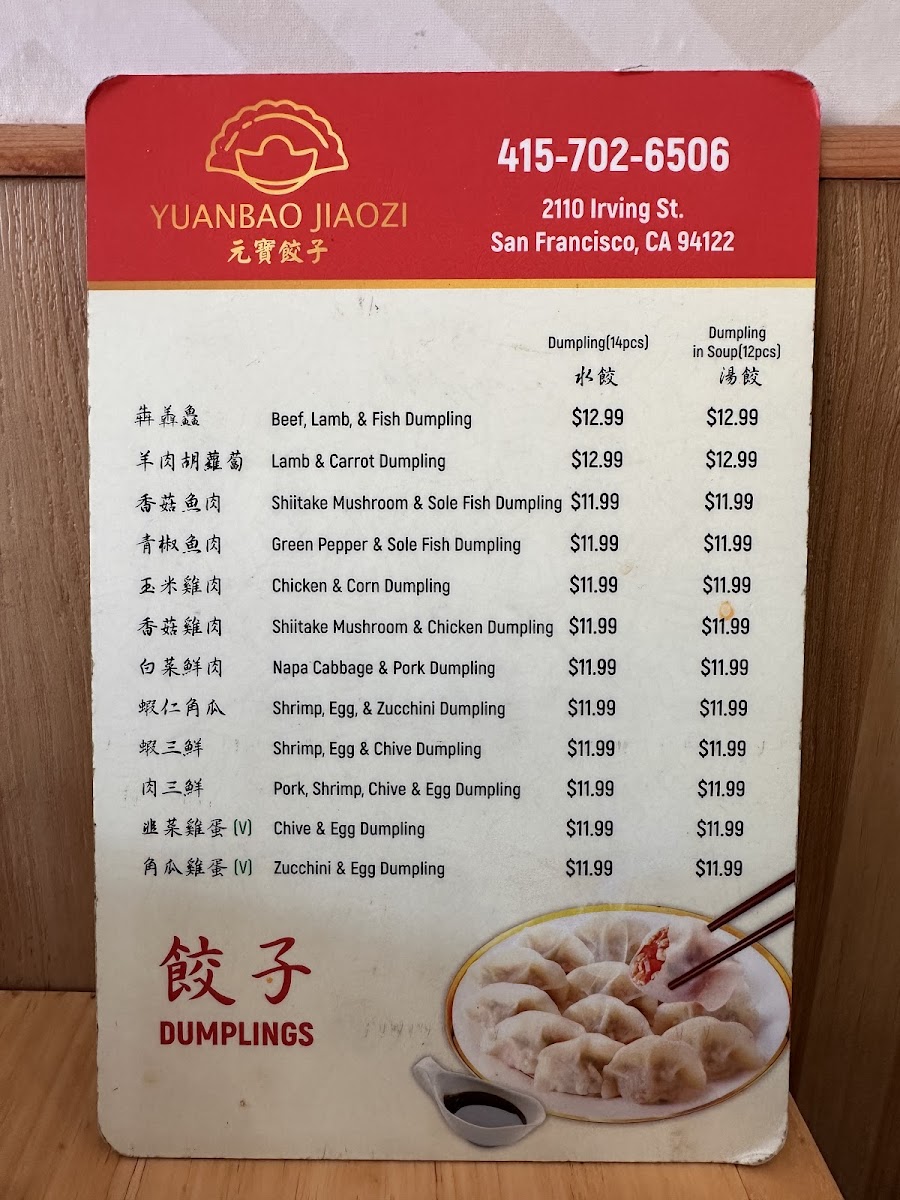 YUANBAO JIAOZI
元寶餃子
415-702-6506
2110 Irving St.
San Francisco, CA 94122
Dumpling(14pcs)
水餃
Dumpling
in Soup(12pcs)
湯餃
犇羴鱻 Beef, Lamb, & Fish Dumpling $12.99 $12.99
羊肉胡蘿蔔 Lamb & Carrot Dumpling $12.99 $12.99
香菇魚肉 Shiitake Mushroom & Sole Fish Dumpling $11.99 $11.99
青椒魚肉 Green Pepper & Sole Fish Dumpling $11.99 $11.99
玉米雞肉 Chicken & Corn Dumpling $11.99 $11.99
香菇雞肉 Shiitake Mushroom & Chicken Dumpling $11.99 $11.99
白菜鮮肉 Napa Cabbage & Pork Dumpling $11.99 $11.99
蝦仁角瓜 Shrimp, Egg, & Zucchini Dumpling $11.99 $11.99
蝦三鮮 Shrimp, Egg & Chive Dumpling $11.99 $11.99
肉三鮮 Pork, Shrimp, Chive & Egg Dumpling $11.99 $11.99
韭菜雞蛋 (V) Chive & Egg Dumpling $11.99 $11.99
角瓜雞蛋 (V) Zucchini & Egg Dumpling $11.99 $11.99
餃子
DUMPLINGS